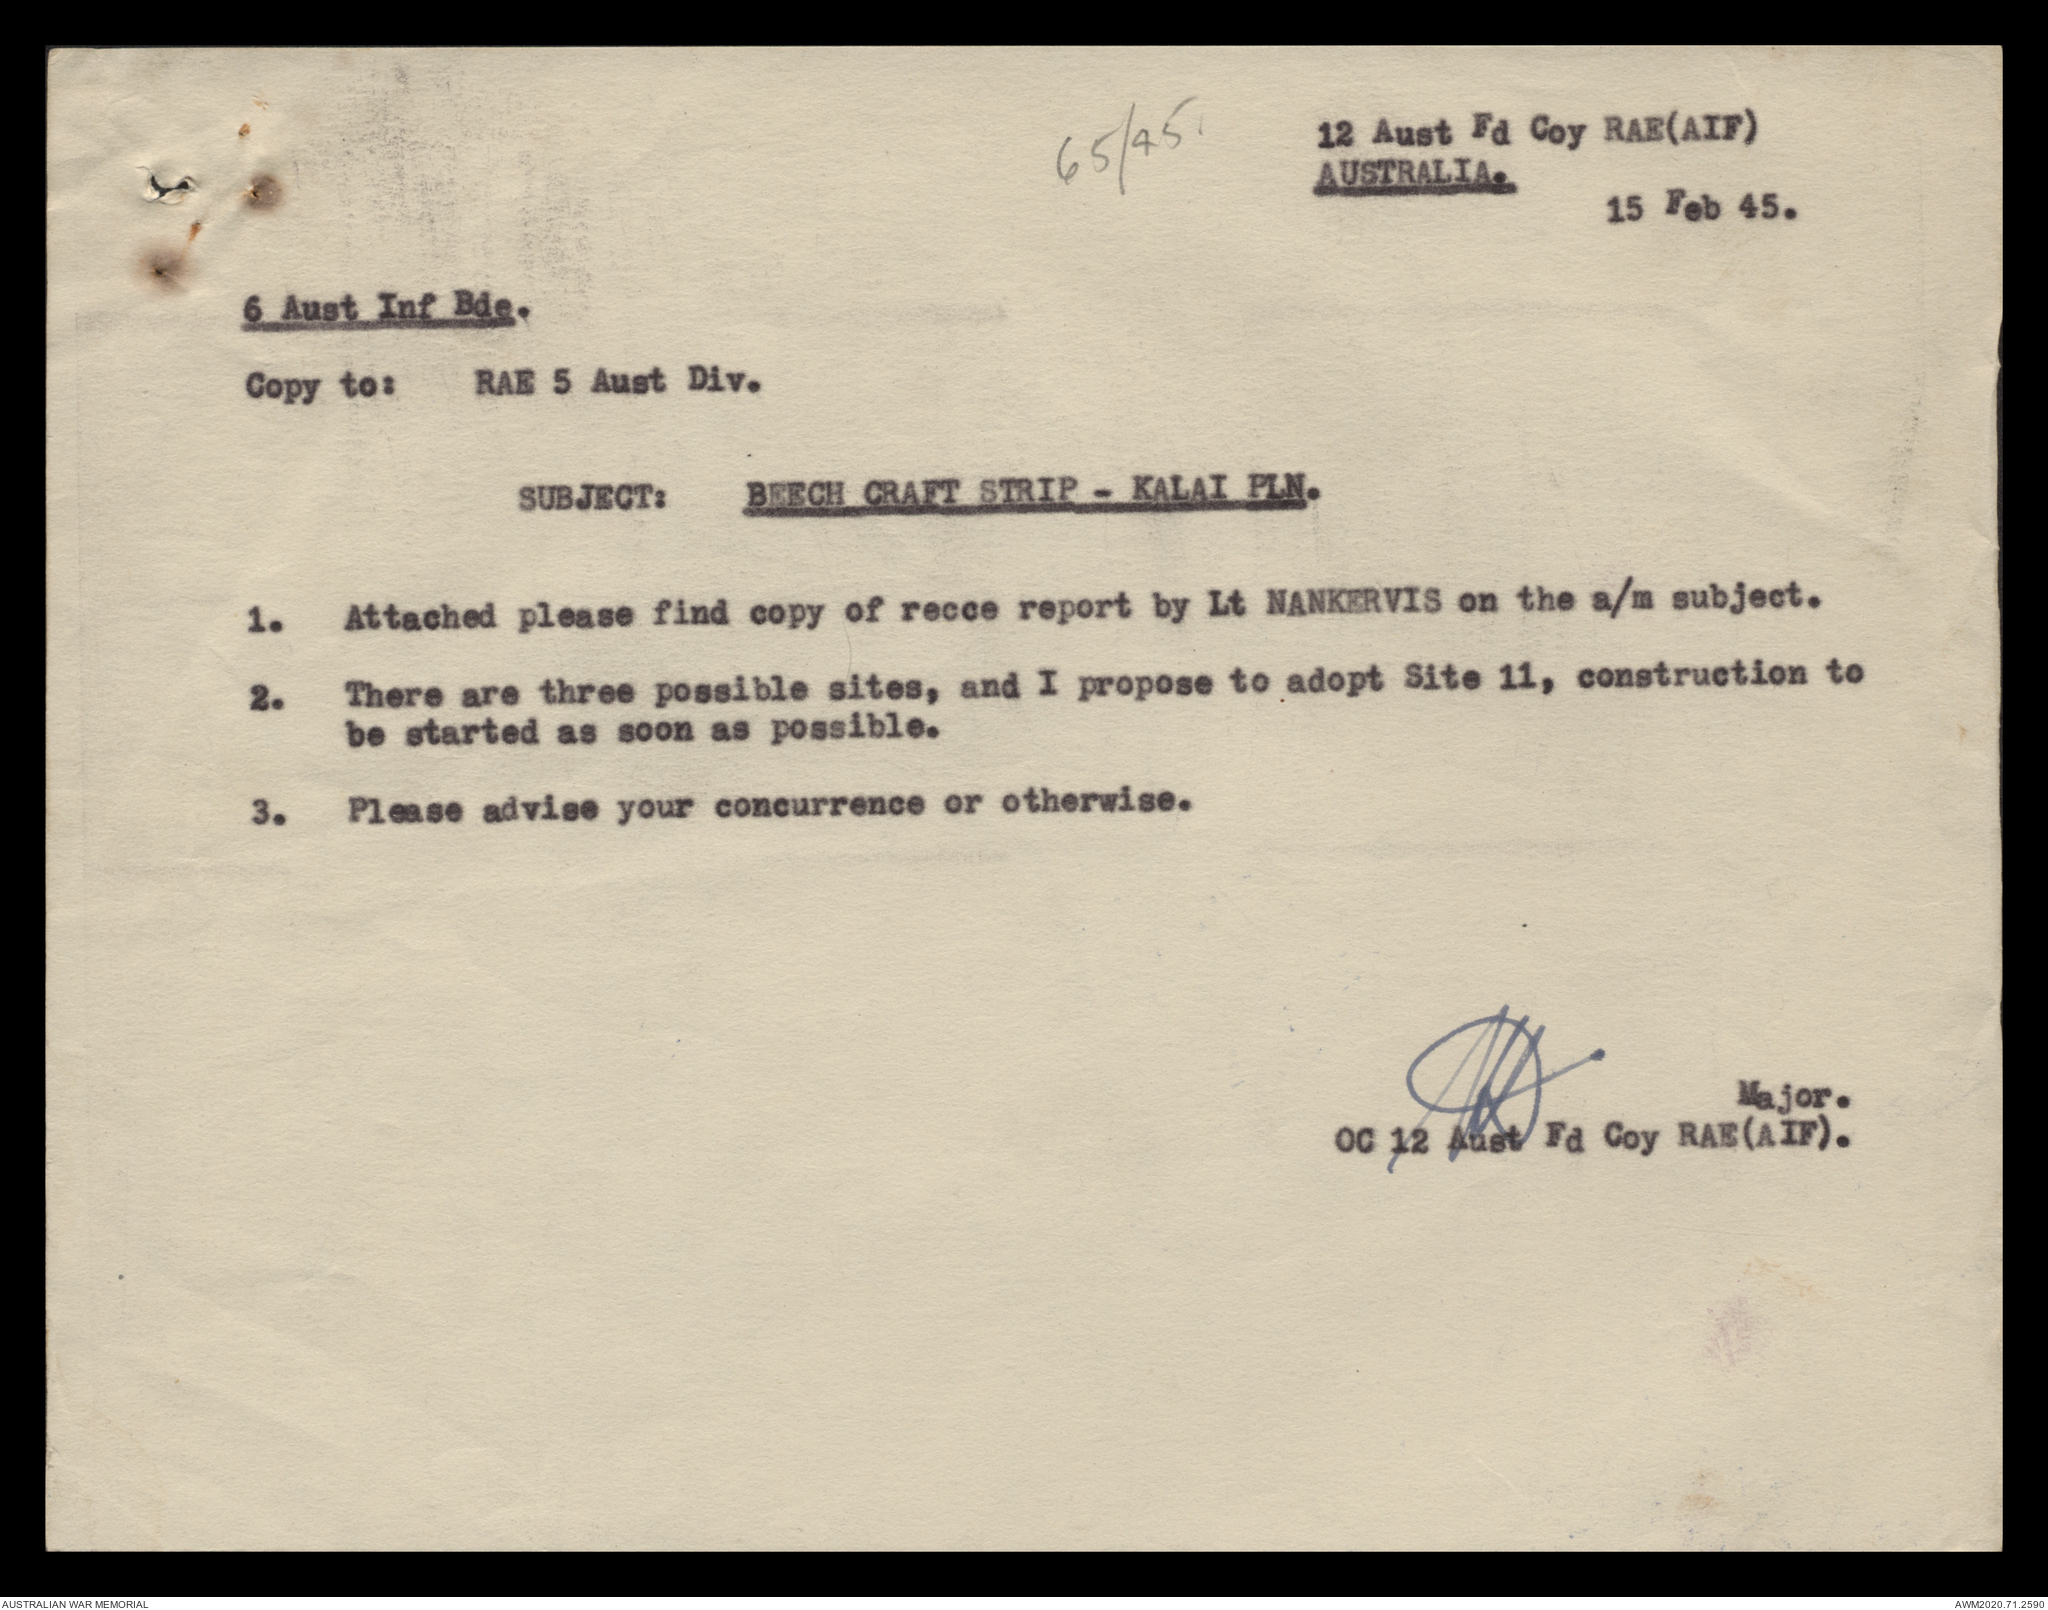 65/45.
12 Aust Fd Coy RAE(AIF)
AUSTRALIA.
15 Feb 45.
6 Aust Inf Bde.
Copy to: RAE 5 Aust Div.
SUBJECT: BEECH CRAFT STRIP - KALAI PLN.
1. Attached please find copy of recce report by Lt NANKERVIS on the a/m subject.
2. There are three possible sites, and I propose to adopt Site 11, construction to
be started as soon as possible.
3. Please advise your concurrence or otherwise.
Major.
OC 12 Aust Fd Coy RAE(AIF).
AUSTRALIAN WAR MEMORIAL
AWM2020.71.2590